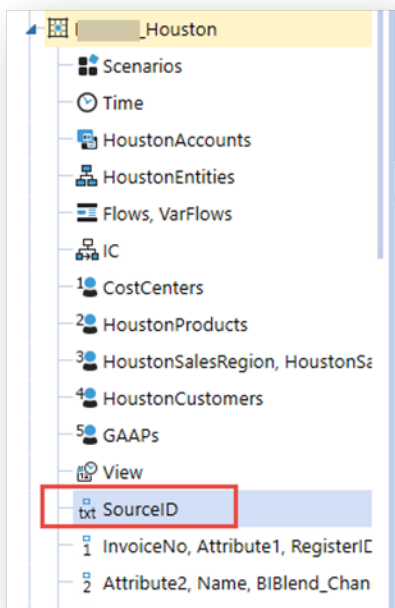 _Houston
Scenarios
Time
HoustonAccounts
HoustonEntities
Flows, VarFlows
IC
1 CostCenters
2 HoustonProducts
3 HoustonSalesRegion, HoustonSa
4 HoustonCustomers
5 GAAPs
View
txt SourceID
1 InvoiceNo, Attribute1, RegisterID
2 Attribute2, Name, BIBlend_Chan